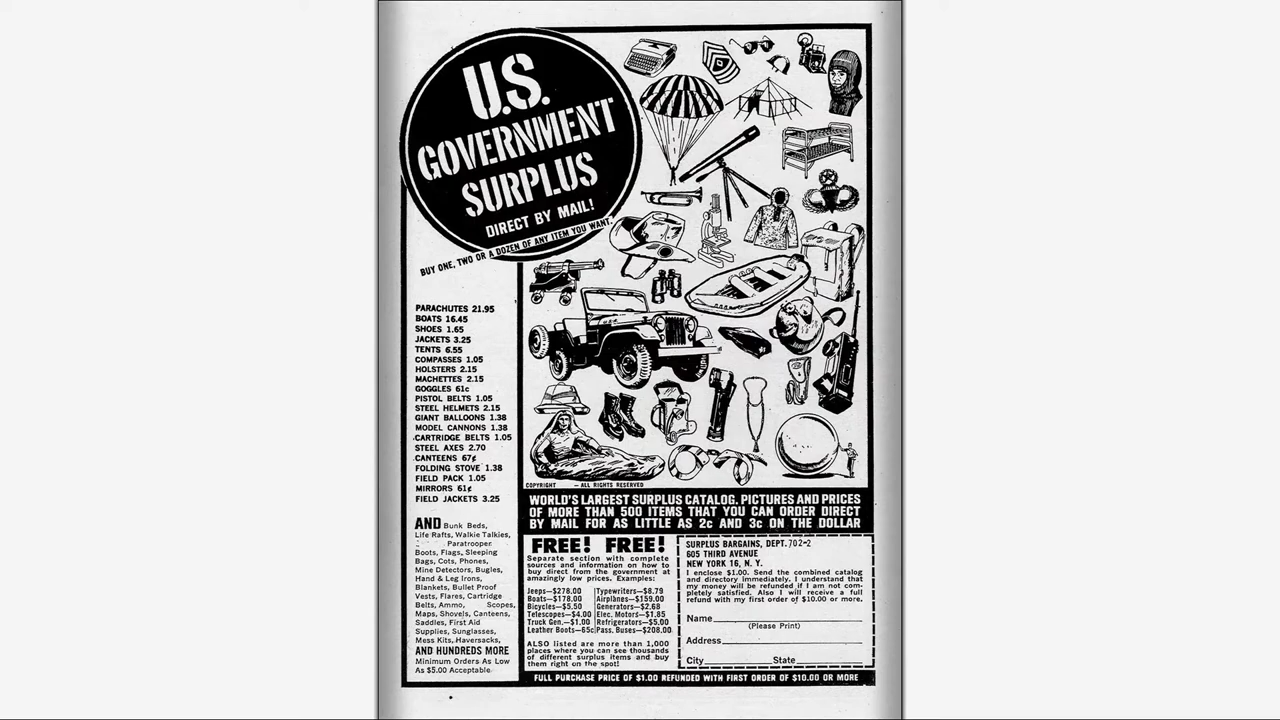 U.S.
GOVERNMENT
SURPLUS
DIRECT BY MAIL!
BUY ONE, TWO OR A DOZEN OF ANY ITEM YOU WANT.
PARACHUTES 21.95
BOATS 16.45
SHOES 1.65
JACKETS 3.25
TENTS 6.55
COMPASSES 1.05
HOLSTERS 2.15
MACHETTES 2.15
GOGGLES 61c
PISTOL BELTS 1.05
STEEL HELMETS 2.15
GIANT BALLOONS 1.38
MODEL CANNONS 1.38
CARTRIDGE BELTS 1.05
STEEL AXES 2.70
CANTEENS 67¢
FOLDING STOVE 1.38
FIELD PACK 1.05
MIRRORS 61¢
FIELD JACKETS 3.25
AND Bunk Beds,
Life Rafts, Walkie Talkies,
Paratrooper
Boots, Flags, Sleeping
Bags, Cots, Phones,
Mine Detectors, Bugles,
Hand & Leg Irons,
Blankets, Bullet Proof
Vests, Flares, Cartridge
Belts, Ammo, Scopes,
Maps, Shovels, Canteens,
Saddles, First Aid
Supplies, Sunglasses,
Mess Kits, Haversacks,
AND HUNDREDS MORE
Minimum Orders As Low
As $5.00 Acceptable
COPYRIGHT — ALL RIGHTS RESERVED
WORLD'S LARGEST SURPLUS CATALOG. PICTURES AND PRICES
OF MORE THAN 500 ITEMS THAT YOU CAN ORDER DIRECT
BY MAIL FOR AS LITTLE AS 2c AND 3c ON THE DOLLAR
FREE! FREE!
Separate section with complete
sources and information on how to
buy direct from the government at
amazingly low prices. Examples:
Jeeps—$278.00
Boats—$178.00
Bicycles—$5.50
Telescopes—$4.00
Truck Gen.—$1.00
Leather Boots—65c
Typewriters—$8.79
Airplanes—$159.00
Generators—$2.68
Elec. Motors—$1.85
Refrigerators—$5.00
Pass. Buses—$208.00
ALSO listed are more than 1,000
places where you can see thousands
of different surplus items and buy
them right on the spot!
SURPLUS BARGAINS, DEPT. 702-2
605 THIRD AVENUE
NEW YORK 16, N. Y.
I enclose $1.00. Send the combined catalog
and directory immediately. I understand that
my money will be refunded if I am not com-
pletely satisfied. Also I will receive a full
refund with my first order of $10.00 or more.
Name
(Please Print)
Address
City State
FULL PURCHASE PRICE OF $1.00 REFUNDED WITH FIRST ORDER OF $10.00 OR MORE